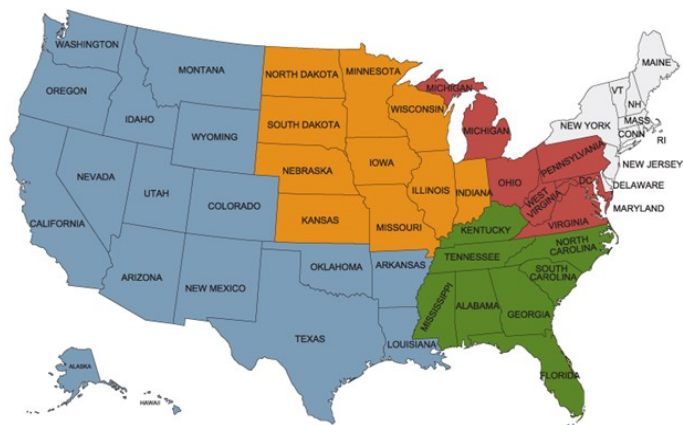 WASHINGTON
MONTANA
NORTH DAKOTA
MINNESOTA
MAINE
OREGON
IDAHO
WYOMING
SOUTH DAKOTA
WISCONSIN
MICHIGAN
MICHIGAN
VT
NH
NEW YORK
MASS
CONN
RI
NEVADA
UTAH
COLORADO
NEBRASKA
IOWA
ILLINOIS
INDIANA
OHIO
PENNSYLVANIA
NEW JERSEY
DELAWARE
DC
MARYLAND
WEST
VIRGINIA
VIRGINIA
CALIFORNIA
KANSAS
MISSOURI
KENTUCKY
ARIZONA
NEW MEXICO
OKLAHOMA
ARKANSAS
TENNESSEE
NORTH
CAROLINA
SOUTH
CAROLINA
TEXAS
LOUISIANA
MISSISSIPPI
ALABAMA
GEORGIA
FLORIDA
ALASKA
HAWAII